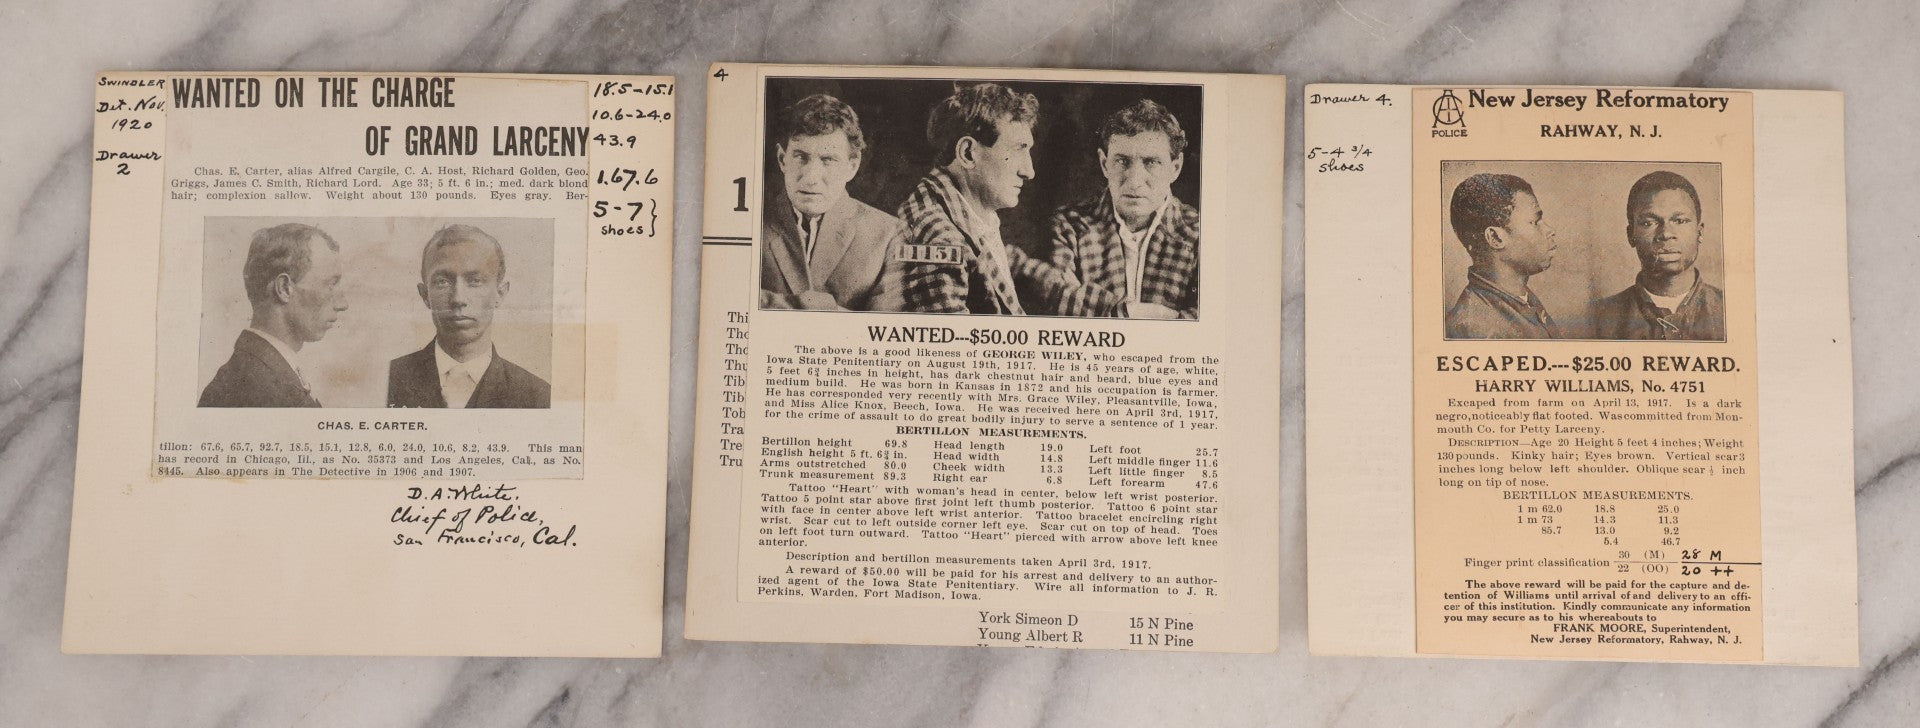 SWINDLER
Det. Nov.
1920
Drawer
2
WANTED ON THE CHARGE
OF GRAND LARCENY
18.5-15.1
10.6-24.0
43.9
1.67.6
5-7}
shoes
Chas. E. Carter, alias Alfred Cargile, C. A. Host, Richard Golden, Geo.
Griggs, James C. Smith, Richard Lord. Age 33; 5 ft. 6 in.; med. dark blond
hair; complexion sallow. Weight about 130 pounds. Eyes gray. Ber-
CHAS. E. CARTER.
tillon: 67.6, 65.7, 92.7, 18.5, 15.1, 12.8, 6.0, 24.0, 10.6, 8.2, 43.9. This man
has record in Chicago, Ill., as No. 35373 and Los Angeles, Cal., as No.
8445. Also appears in The Detective in 1906 and 1907.
D. A. White.
Chief of Police,
San Francisco, Cal.
4
1
1151
Thi
Tho
Tho
Thu
Tib
Tib
Tob
Tra
Tre
Tru
WANTED---$50.00 REWARD
The above is a good likeness of GEORGE WILEY, who escaped from the
Iowa State Penitentiary on August 19th, 1917. He is 45 years of age, white,
5 feet 6¾ inches in height, has dark chestnut hair and beard, blue eyes and
medium build. He was born in Kansas in 1872 and his occupation is farmer.
He has corresponded very recently with Mrs. Grace Wiley, Pleasantville, Iowa,
and Miss Alice Knox, Beech, Iowa. He was received here on April 3rd, 1917,
for the crime of assault to do great bodily injury to serve a sentence of 1 year.
BERTILLON MEASUREMENTS.
Bertillon height 69.8 Head length 19.0 Left foot 25.7
English height 5 ft. 6¾ in. Head width 14.8 Left middle finger 11.6
Arms outstretched 80.0 Cheek width 13.3 Left little finger 8.5
Trunk measurement 89.3 Right ear 6.8 Left forearm 47.6
Tattoo "Heart" with woman's head in center, below left wrist posterior.
Tattoo 5 point star above first joint left thumb posterior. Tattoo 6 point star
with face in center above left wrist anterior. Tattoo bracelet encircling right
wrist. Scar cut to left outside corner left eye. Scar cut on top of head. Toes
on left foot turn outward. Tattoo "Heart" pierced with arrow above left knee
anterior.
Description and bertillon measurements taken April 3rd, 1917.
A reward of $50.00 will be paid for his arrest and delivery to an author-
ized agent of the Iowa State Penitentiary. Wire all information to J. R.
Perkins, Warden, Fort Madison, Iowa.
York Simeon D 15 N Pine
Young Albert R 11 N Pine
Drawer 4.
5-4 3/4
shoes
POLICE
New Jersey Reformatory
RAHWAY, N. J.
ESCAPED.---$25.00 REWARD.
HARRY WILLIAMS, No. 4751
Excaped from farm on April 13, 1917. Is a dark
negro, noticeably flat footed. Was committed from Mon-
mouth Co. for Petty Larceny.
DESCRIPTION—Age 20 Height 5 feet 4 inches; Weight
130 pounds. Kinky hair; Eyes brown. Vertical scar 3
inches long below left shoulder. Oblique scar ½ inch
long on tip of nose.
BERTILLON MEASUREMENTS.
1 m 62.0 18.8 25.0
1 m 73 14.3 11.3
85.7 13.0 9.2
5.4 46.7
Finger print classification 30 (M) 28 M
22 (OO) 20 ++
The above reward will be paid for the capture and de-
tention of Williams until arrival of and delivery to an offi-
cer of this institution. Kindly communicate any information
you may secure as to his whereabouts to
FRANK MOORE, Superintendent,
New Jersey Reformatory, Rahway, N. J.